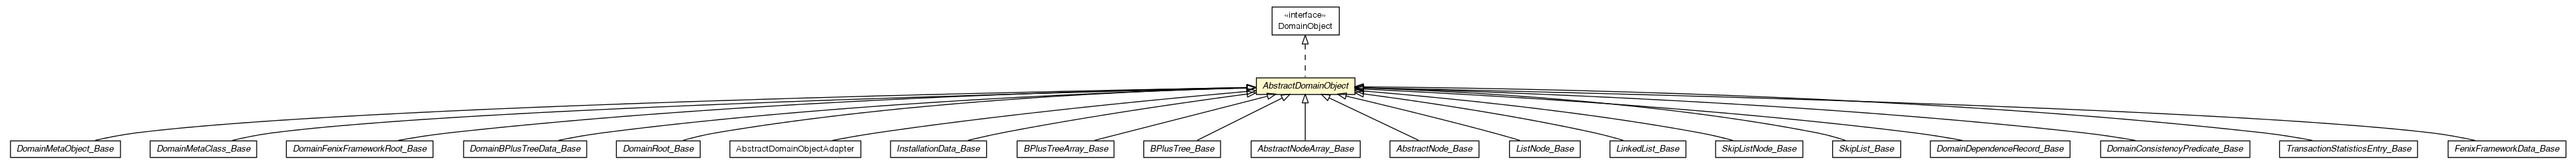 «interface»
DomainObject
AbstractDomainObject
DomainMetaObject_Base
DomainMetaClass_Base
DomainFenixFrameworkRoot_Base
DomainBPlusTreeData_Base
DomainRoot_Base
AbstractDomainObjectAdapter
InstallationData_Base
BPlusTreeArray_Base
BPlusTree_Base
AbstractNodeArray_Base
AbstractNode_Base
ListNode_Base
LinkedList_Base
SkipListNode_Base
SkipList_Base
DomainDependenceRecord_Base
DomainConsistencyPredicate_Base
TransactionStatisticsEntry_Base
FenixFrameworkData_Base